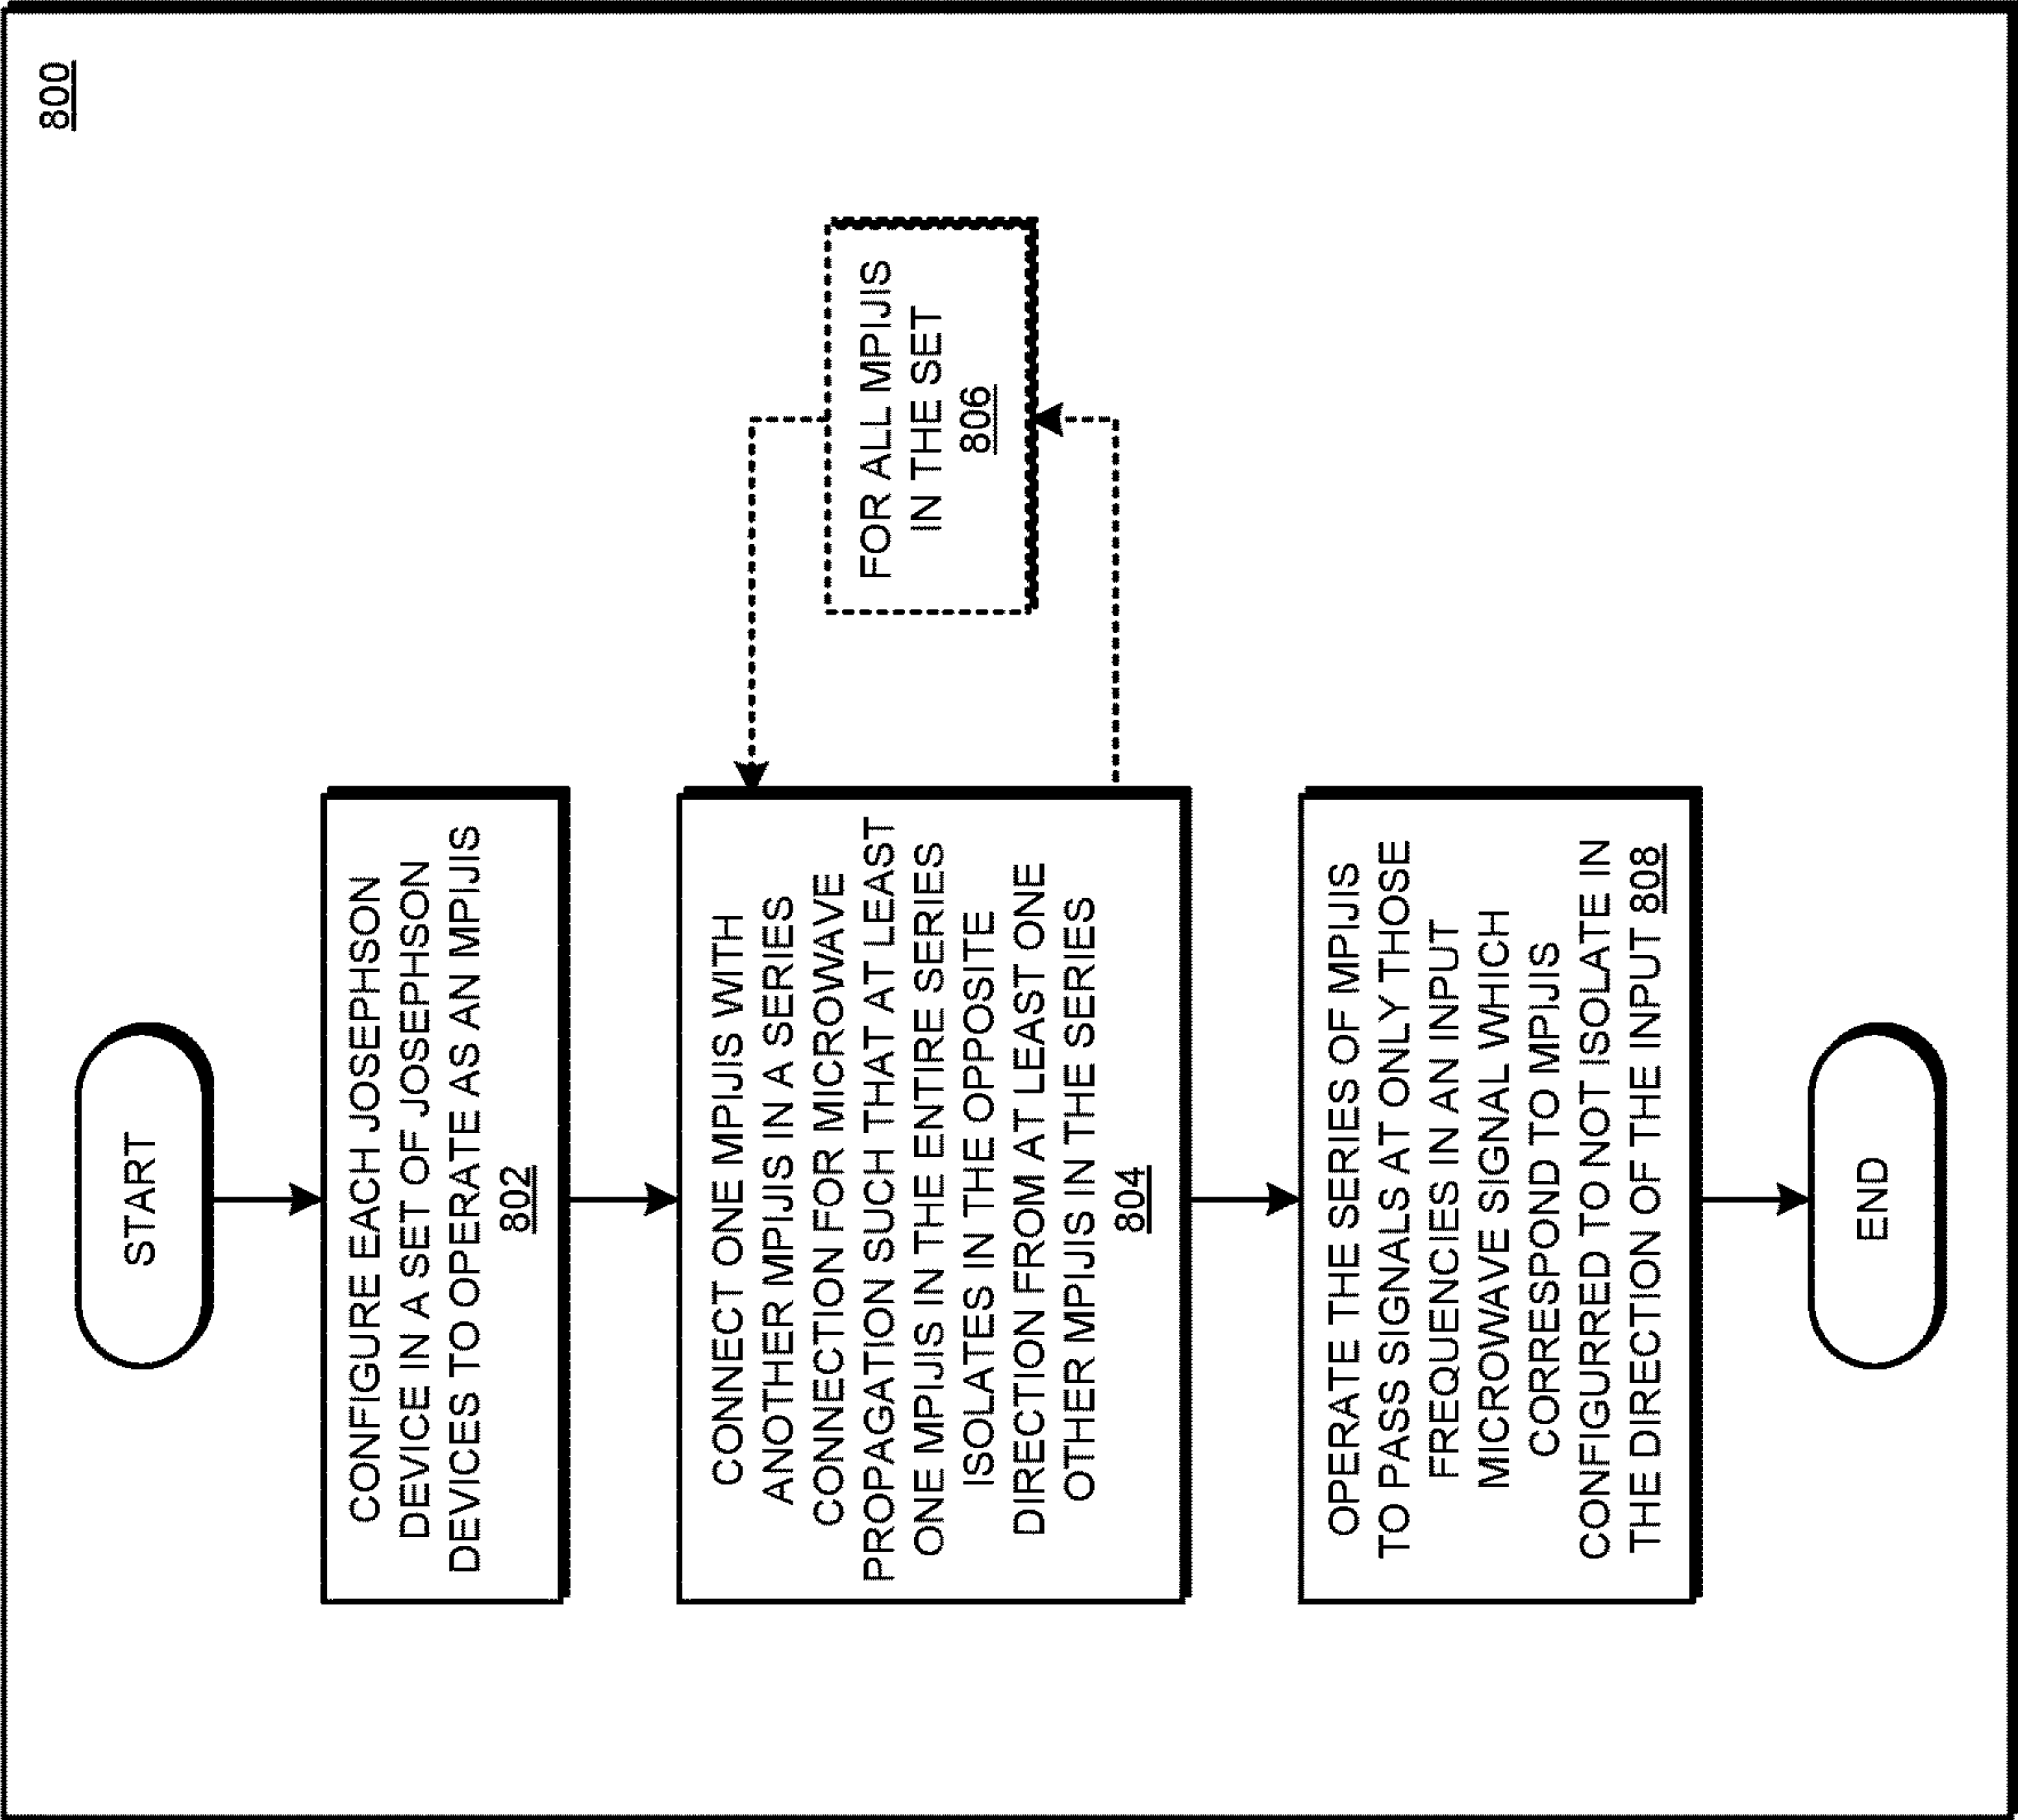 800
START
CONFIGURE EACH JOSEPHSON
DEVICE IN A SET OF JOSEPHSON
DEVICES TO OPERATE AS AN MPIJIS
802
CONNECT ONE MPIJIS WITH
ANOTHER MPIJIS IN A SERIES
CONNECTION FOR MICROWAVE
PROPAGATION SUCH THAT AT LEAST
ONE MPIJIS IN THE ENTIRE SERIES
ISOLATES IN THE OPPOSITE
DIRECTION FROM AT LEAST ONE
OTHER MPIJIS IN THE SERIES
804
FOR ALL MPIJIS
IN THE SET
806
OPERATE THE SERIES OF MPIJIS
TO PASS SIGNALS AT ONLY THOSE
FREQUENCIES IN AN INPUT
MICROWAVE SIGNAL WHICH
CORRESPOND TO MPIJIS
CONFIGURRED TO NOT ISOLATE IN
THE DIRECTION OF THE INPUT 808
END